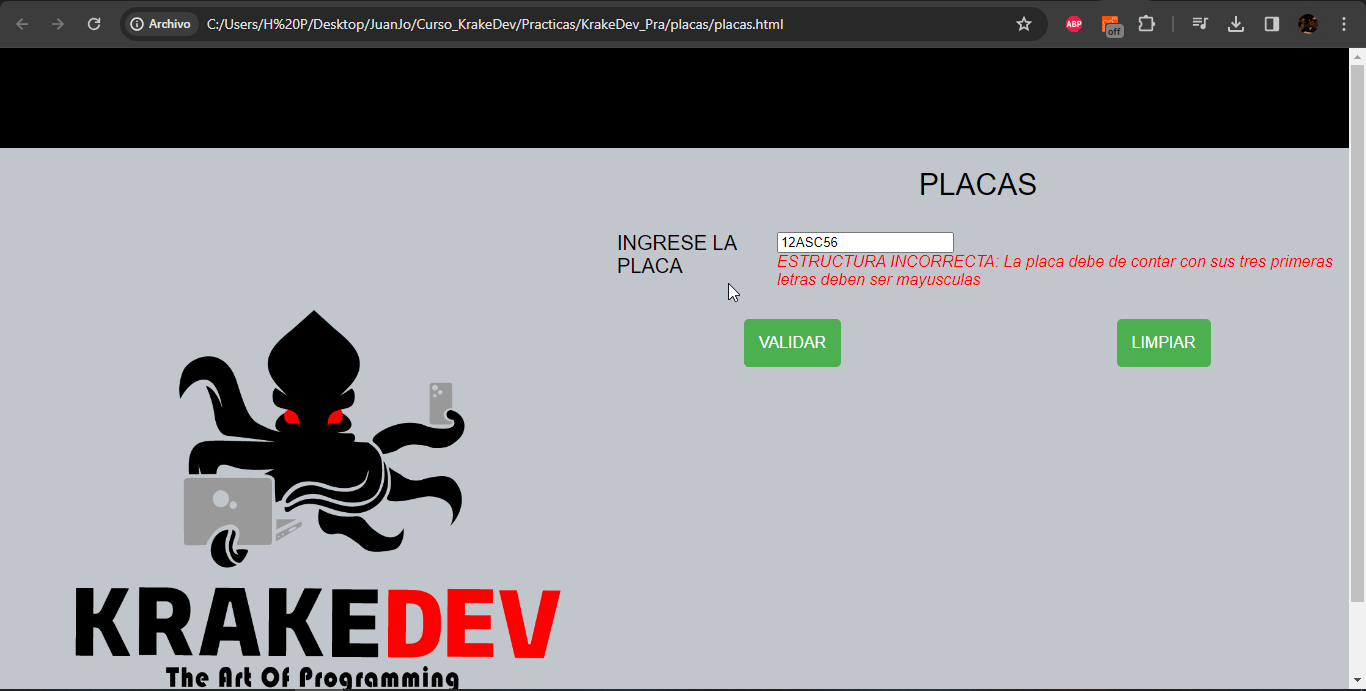 Archivo
C:/Users/H%20P/Desktop/JuanJo/Curso_KrakeDev/Practicas/KrakeDev_Pra/placas/placas.html
ABP
off
PLACAS
INGRESE LA
PLACA
12ASC56
ESTRUCTURA INCORRECTA: La placa debe de contar con sus tres primeras
letras deben ser mayusculas
VALIDAR
LIMPIAR
KRAKEDEV
The Art Of Programming